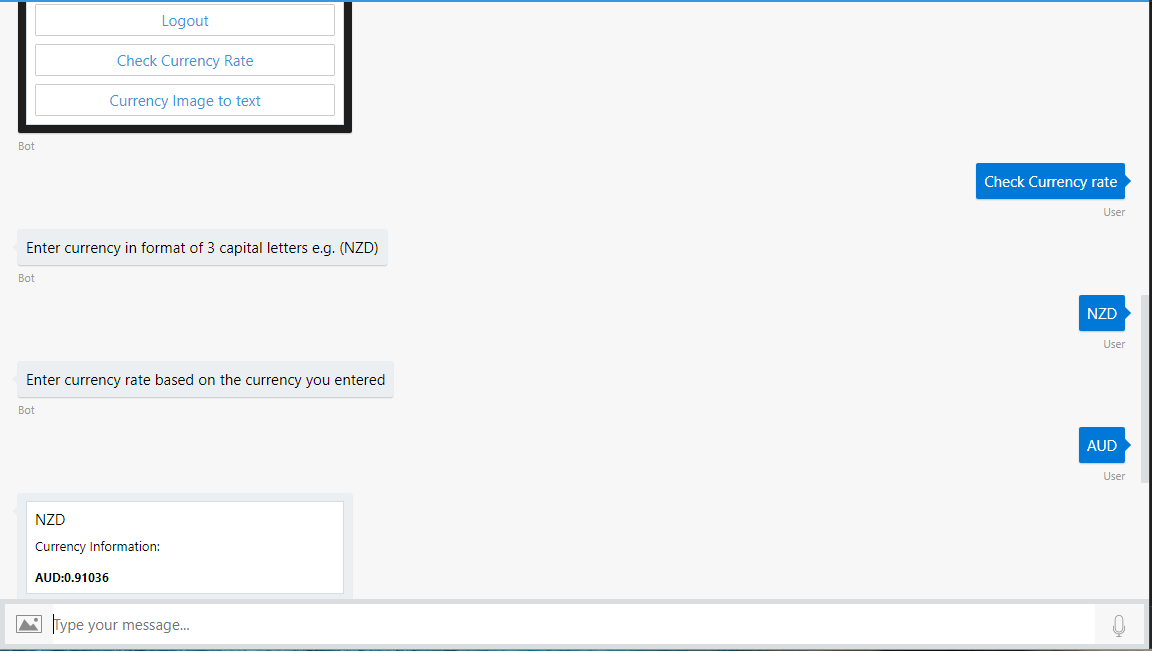 Logout
Check Currency Rate
Currency Image to text
Bot
Check Currency rate
User
Enter currency in format of 3 capital letters e.g. (NZD)
Bot
NZD
User
Enter currency rate based on the currency you entered
Bot
AUD
User
NZD
Currency Information:
AUD:0.91036
Type your message...